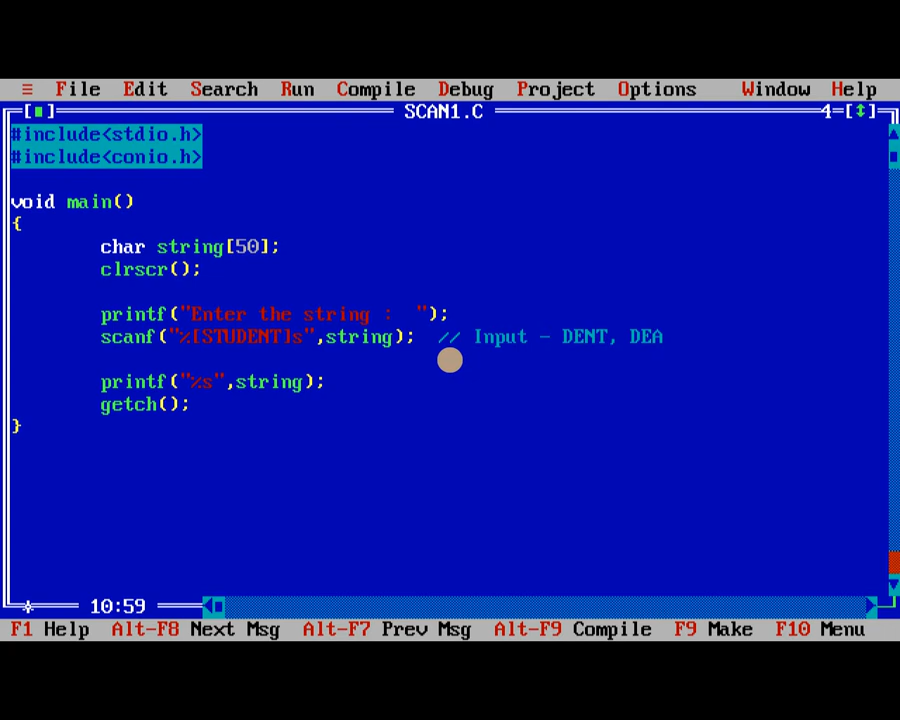 ≡ File Edit Search Run Compile Debug Project Options Window Help
[■] SCAN1.C 4=[↕]
#include<stdio.h>
#include<conio.h>
void main()
{
char string[50];
clrscr();
printf("Enter the string :  ");
scanf("%[STUDENT]s",string);  // Input - DENT, DEA
printf("%s",string);
getch();
}
10:59
F1 Help Alt-F8 Next Msg Alt-F7 Prev Msg Alt-F9 Compile F9 Make F10 Menu